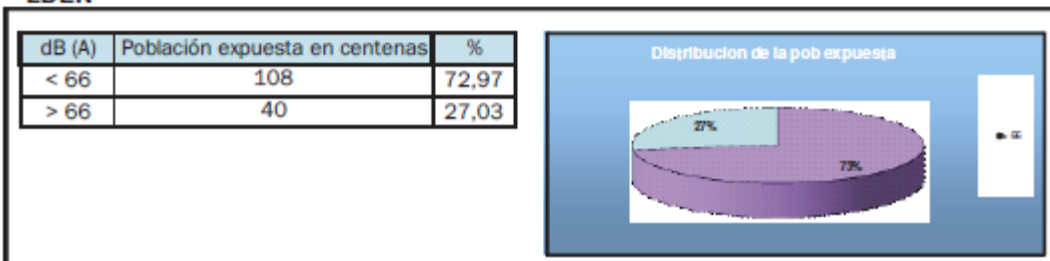 dB (A) Población expuesta en centenas %
< 66 108 72,97
> 66 40 27,03
Distribucion de la pob expuesta
27%
73%